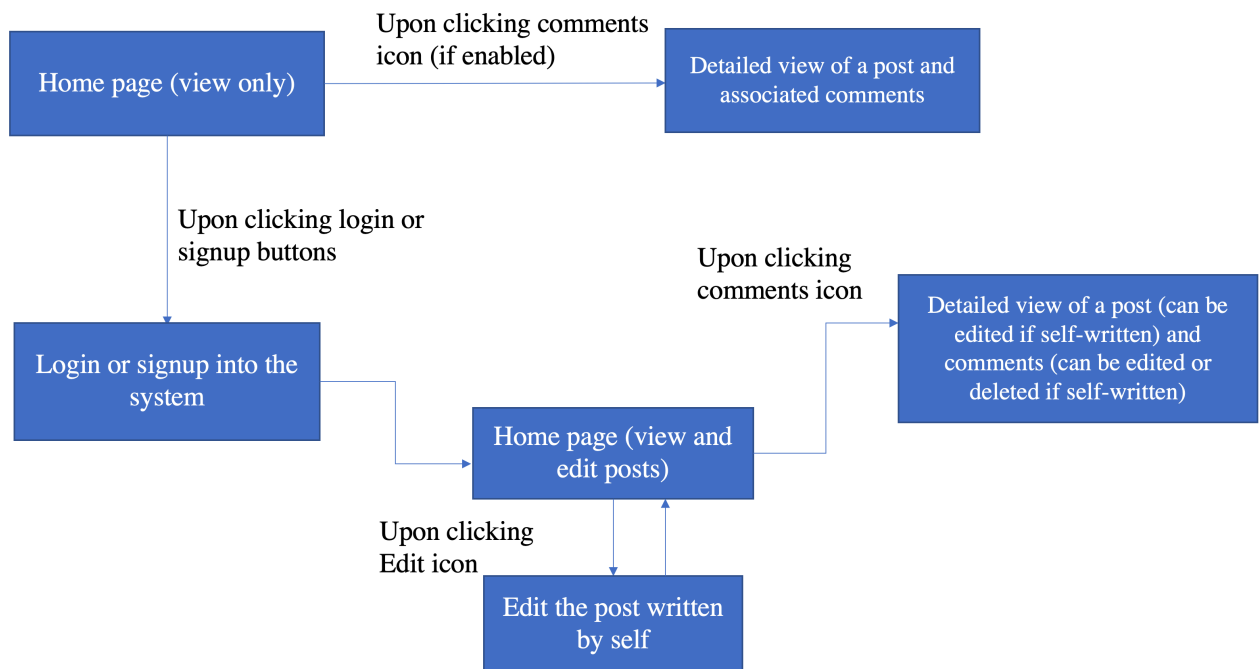 Upon clicking comments
icon (if enabled)
Home page (view only)
Detailed view of a post and
associated comments
Upon clicking login or
signup buttons
Upon clicking
comments icon
Detailed view of a post (can be
edited if self-written) and
comments (can be edited or
deleted if self-written)
Login or signup into the
system
Home page (view and
edit posts)
Upon clicking
Edit icon
Edit the post written
by self